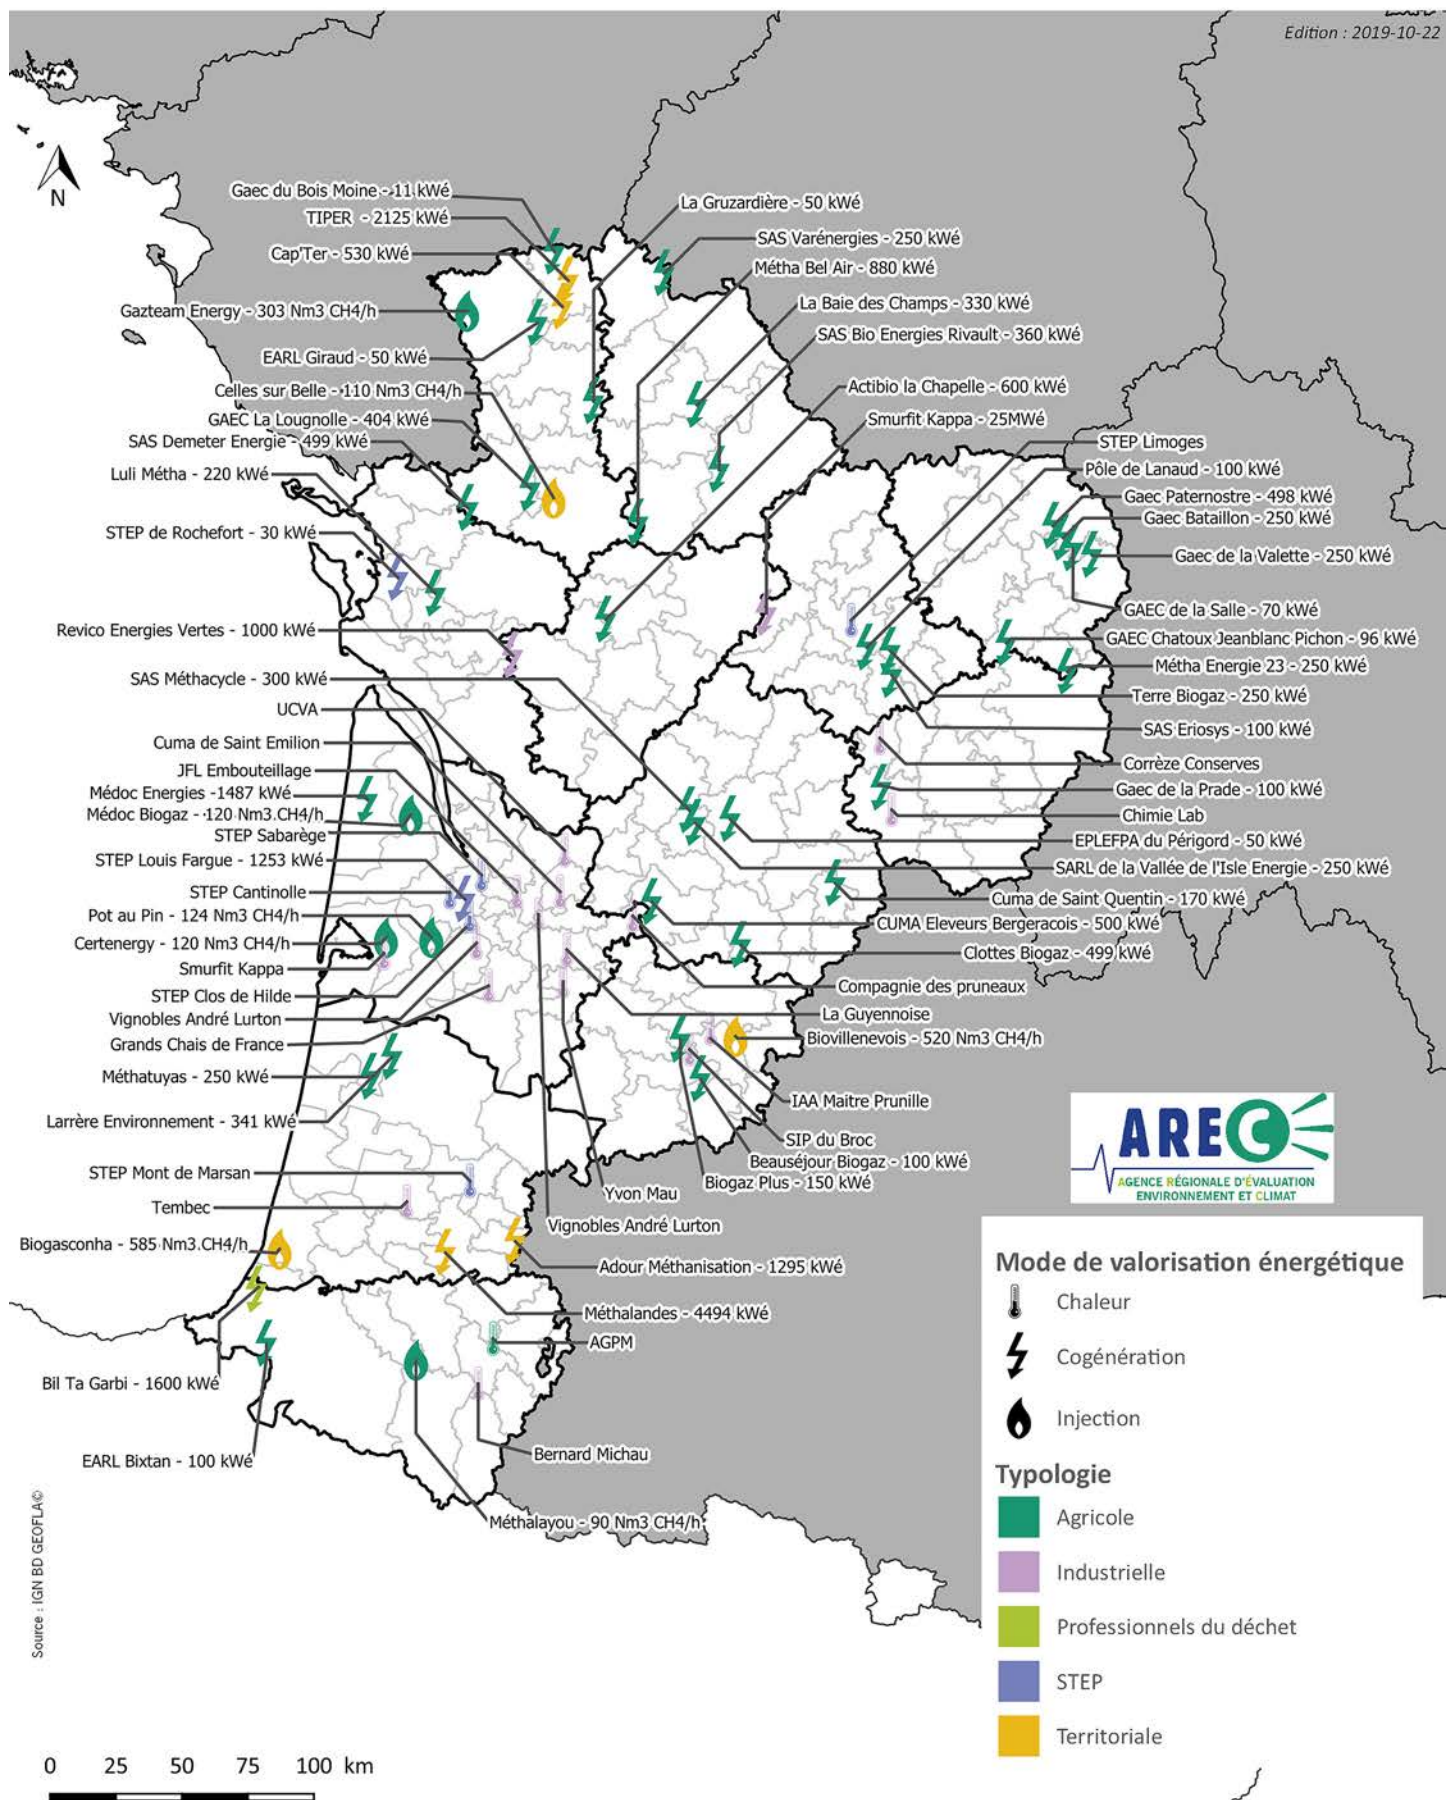 Edition : 2019-10-22
N
Gaec du Bois Moine - 11 kWé
TIPER - 2125 kWé
Cap'Ter - 530 kWé
Gazteam Energy - 303 Nm3 CH4/h
EARL Giraud - 50 kWé
Celles sur Belle - 110 Nm3 CH4/h
GAEC La Lougnolle - 404 kWé
SAS Demeter Energie - 499 kWé
Luli Métha - 220 kWé
STEP de Rochefort - 30 kWé
Revico Energies Vertes - 1000 kWé
SAS Méthacycle - 300 kWé
UCVA
Cuma de Saint Emilion
JFL Embouteillage
Médoc Energies -1487 kWé
Médoc Biogaz - 120 Nm3 CH4/h
STEP Sabarège
STEP Louis Fargue - 1253 kWé
STEP Cantinolle
Pot au Pin - 124 Nm3 CH4/h
Certenergy - 120 Nm3 CH4/h
Smurfit Kappa
STEP Clos de Hilde
Vignobles André Lurton
Grands Chais de France
Méthatuyas - 250 kWé
Larrère Environnement - 341 kWé
STEP Mont de Marsan
Tembec
Biogasconha - 585 Nm3 CH4/h
Bil Ta Garbi - 1600 kWé
EARL Bixtan - 100 kWé
La Gruzardière - 50 kWé
SAS Varénergies - 250 kWé
Métha Bel Air - 880 kWé
La Baie des Champs - 330 kWé
SAS Bio Energies Rivault - 360 kWé
Actibio la Chapelle - 600 kWé
Smurfit Kappa - 25MWé
STEP Limoges
Pôle de Lanaud - 100 kWé
Gaec Paternostre - 498 kWé
Gaec Bataillon - 250 kWé
Gaec de la Valette - 250 kWé
GAEC de la Salle - 70 kWé
GAEC Chatoux Jeanblanc Pichon - 96 kWé
Métha Energie 23 - 250 kWé
Terre Biogaz - 250 kWé
SAS Eriosys - 100 kWé
Corrèze Conserves
Gaec de la Prade - 100 kWé
Chimie Lab
EPLEFPA du Périgord - 50 kWé
SARL de la Vallée de l'Isle Energie - 250 kWé
Cuma de Saint Quentin - 170 kWé
CUMA Eleveurs Bergeracois - 500 kWé
Clottes Biogaz - 499 kWé
Compagnie des pruneaux
La Guyennoise
Biovillenevois - 520 Nm3 CH4/h
IAA Maitre Prunille
SIP du Broc
Beauséjour Biogaz - 100 kWé
Biogaz Plus - 150 kWé
Yvon Mau
Vignobles André Lurton
Adour Méthanisation - 1295 kWé
Méthalandes - 4494 kWé
AGPM
Bernard Michau
Méthalayou - 90 Nm3 CH4/h
AREC
AGENCE RÉGIONALE D'ÉVALUATION
ENVIRONNEMENT ET CLIMAT
Mode de valorisation énergétique
Chaleur
Cogénération
Injection
Typologie
Agricole
Industrielle
Professionnels du déchet
STEP
Territoriale
Source : IGN BD GEOFLA©
0 25 50 75 100 km